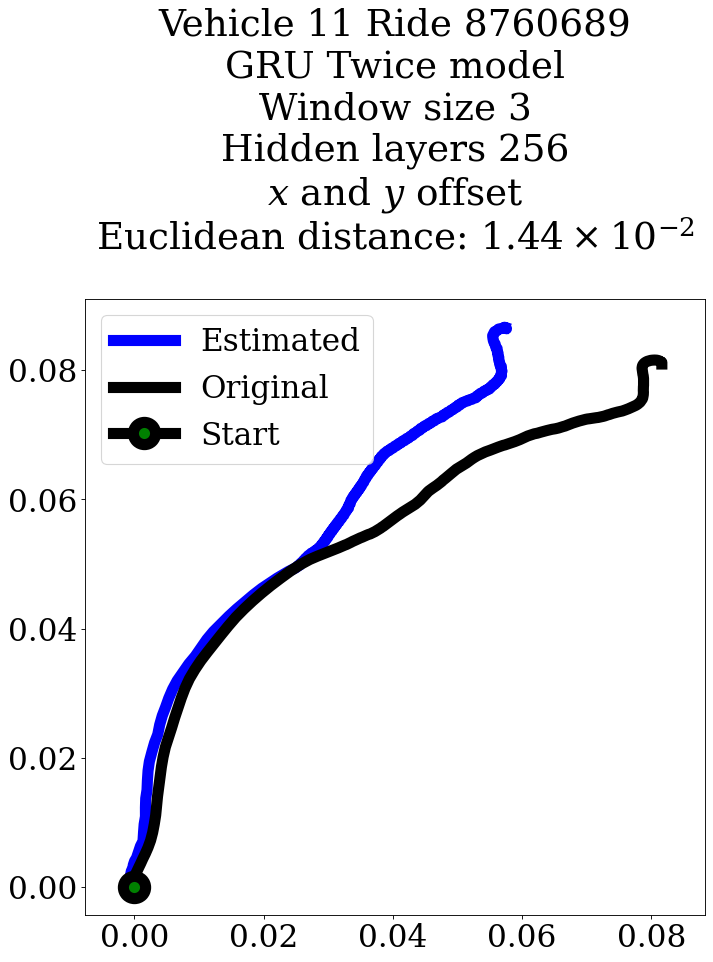 Vehicle 11 Ride 8760689
GRU Twice model
Window size 3
Hidden layers 256
x and y offset
Euclidean distance: 1.44 × 10⁻²
Estimated
Original
Start
0.08
0.06
0.04
0.02
0.00
0.00 0.02 0.04 0.06 0.08